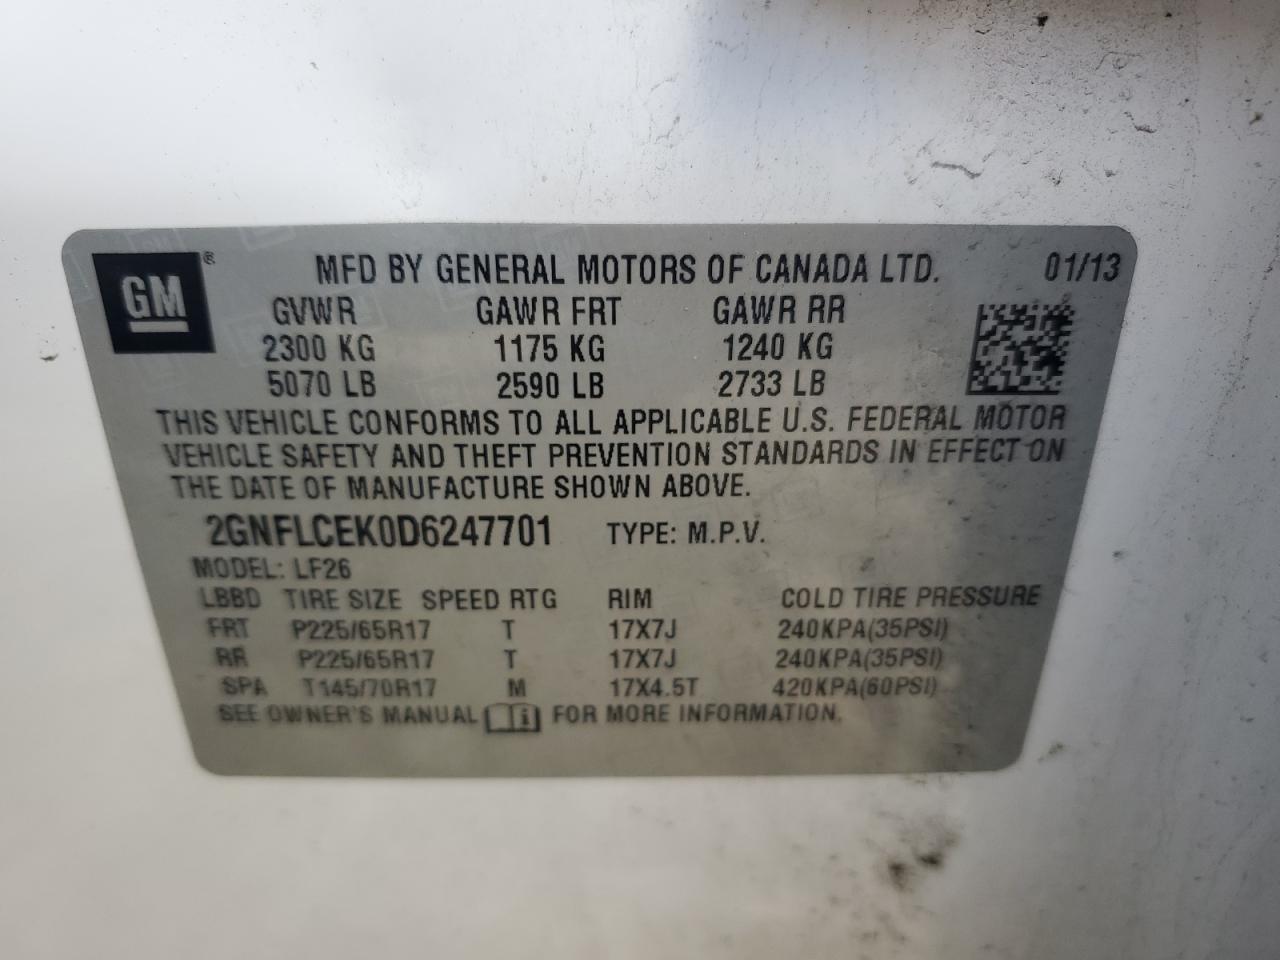 GM® MFD BY GENERAL MOTORS OF CANADA LTD. 01/13
GVWR GAWR FRT GAWR RR
2300 KG 1175 KG 1240 KG
5070 LB 2590 LB 2733 LB
THIS VEHICLE CONFORMS TO ALL APPLICABLE U.S. FEDERAL MOTOR
VEHICLE SAFETY AND THEFT PREVENTION STANDARDS IN EFFECT ON
THE DATE OF MANUFACTURE SHOWN ABOVE.
2GNFLCEK0D6247701 TYPE: M.P.V.
MODEL: LF26
LBBD TIRE SIZE SPEED RTG RIM COLD TIRE PRESSURE
FRT P225/65R17 T 17X7J 240KPA(35PSI)
RR P225/65R17 T 17X7J 240KPA(35PSI)
SPA T145/70R17 M 17X4.5T 420KPA(60PSI)
SEE OWNER'S MANUAL i FOR MORE INFORMATION.